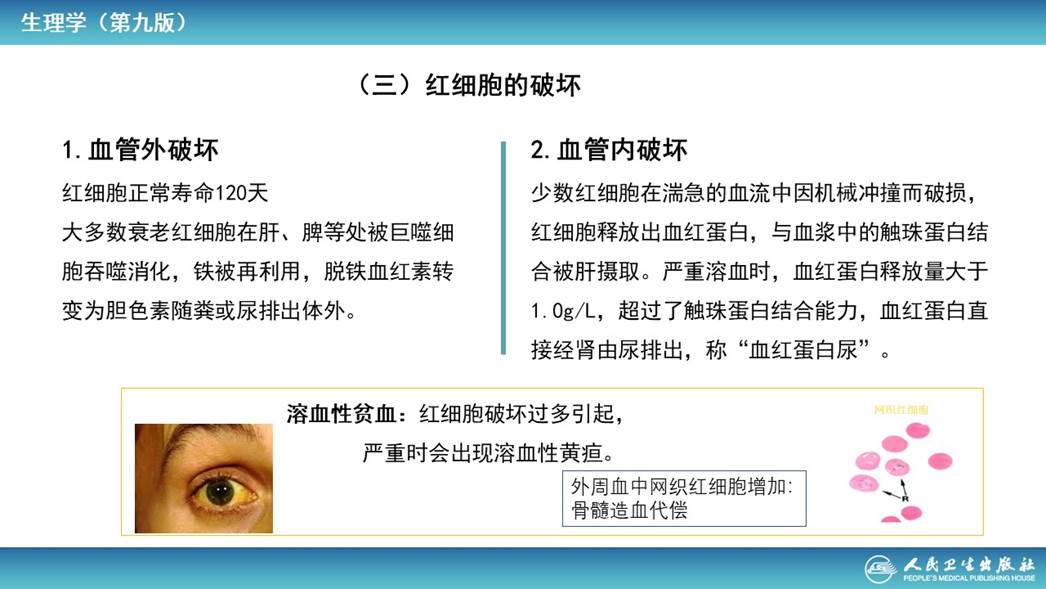 生理学（第九版）
（三）红细胞的破坏
1.血管外破坏
红细胞正常寿命120天
大多数衰老红细胞在肝、脾等处被巨噬细
胞吞噬消化，铁被再利用，脱铁血红素转
变为胆色素随粪或尿排出体外。
2.血管内破坏
少数红细胞在湍急的血流中因机械冲撞而破损，
红细胞释放出血红蛋白，与血浆中的触珠蛋白结
合被肝摄取。严重溶血时，血红蛋白释放量大于
1.0g/L，超过了触珠蛋白结合能力，血红蛋白直
接经肾由尿排出，称“血红蛋白尿”。
溶血性贫血：红细胞破坏过多引起，
严重时会出现溶血性黄疸。
外周血中网织红细胞增加：
骨髓造血代偿
网织红细胞
R
人民卫生出版社
PEOPLE'S MEDICAL PUBLISHING HOUSE